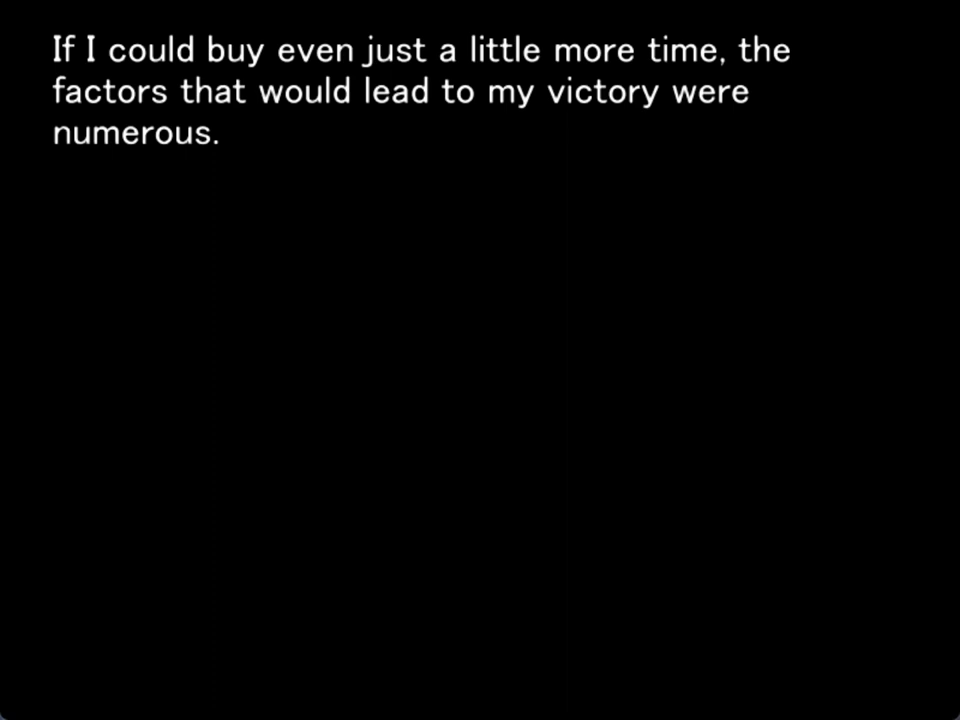 If I could buy even just a little more time, the
factors that would lead to my victory were
numerous.